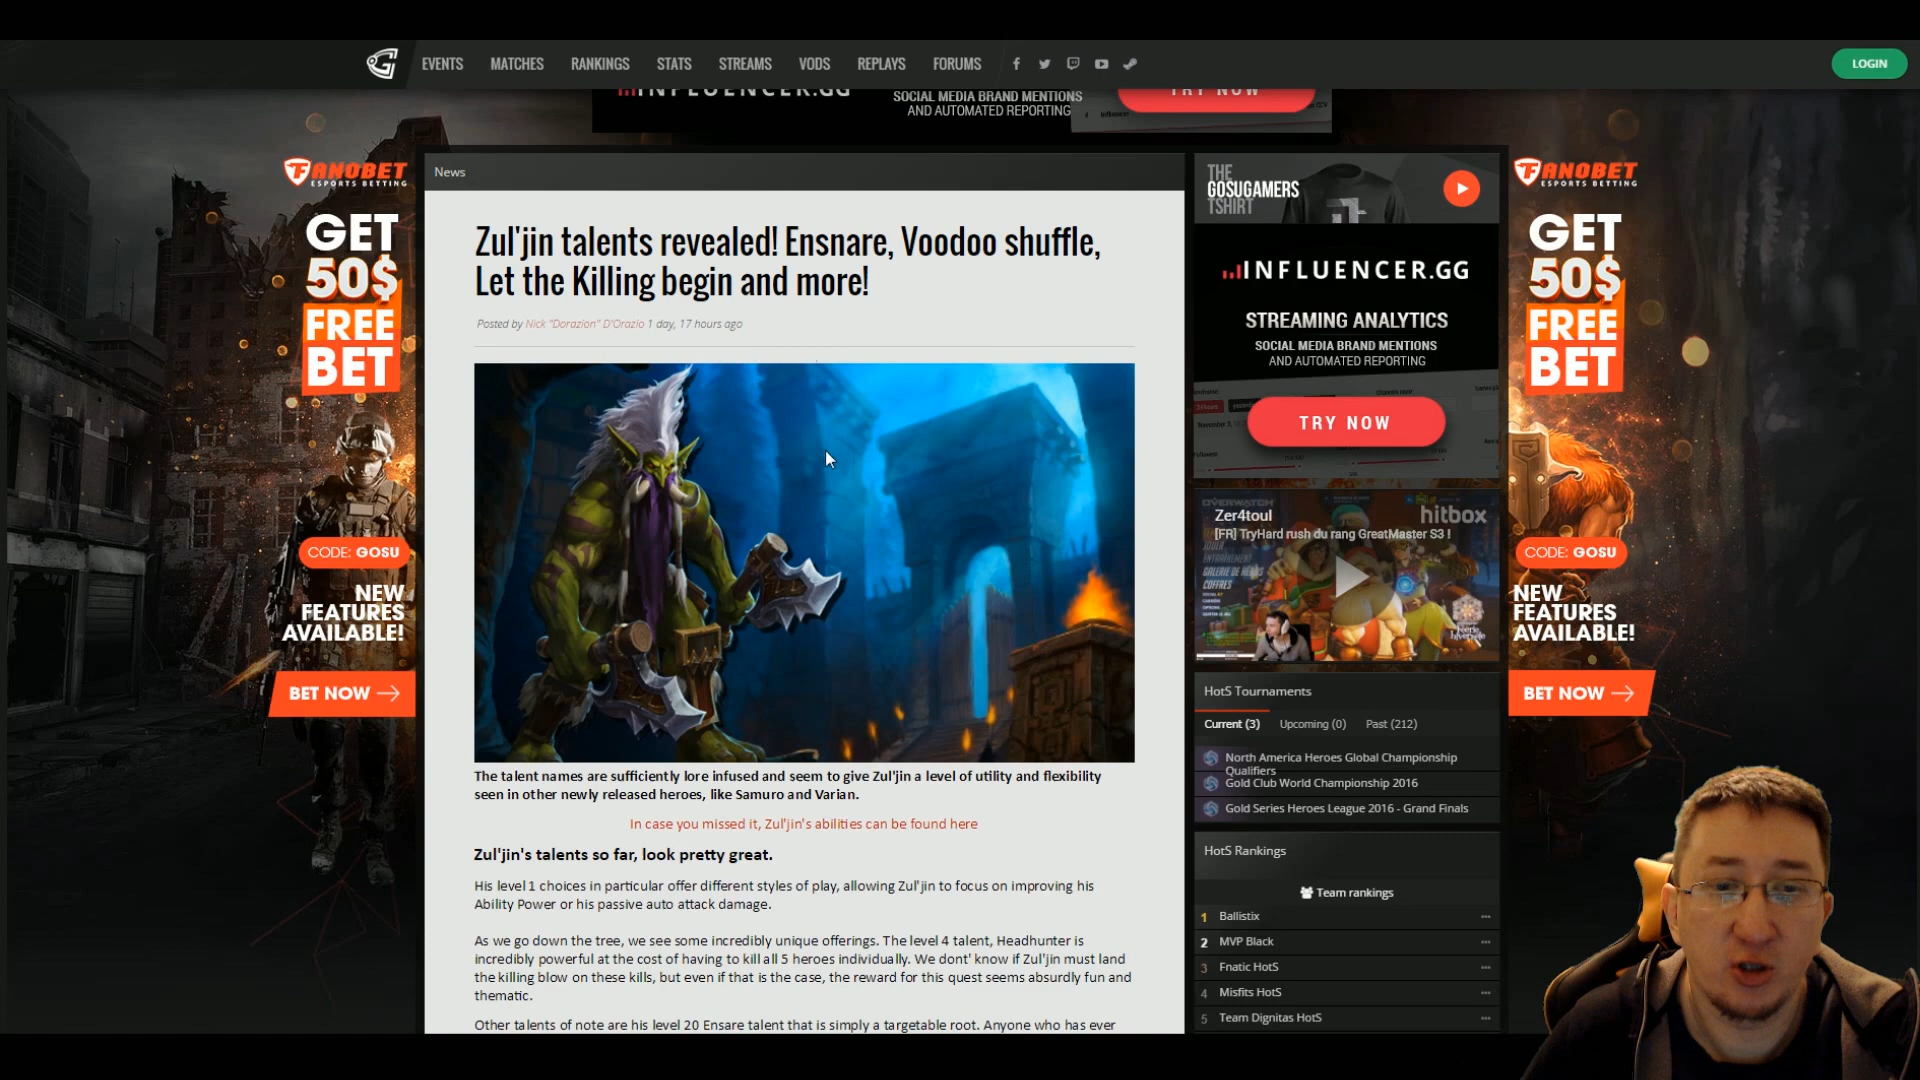 EVENTS
MATCHES
RANKINGS
STATS
STREAMS
VODS
REPLAYS
FORUMS
LOGIN
INFLUENCER.GG
SOCIAL MEDIA BRAND MENTIONS
AND AUTOMATED REPORTING
TRY NOW
FANOBET
ESPORTS BETTING
GET
50$
FREE
BET
CODE: GOSU
NEW
FEATURES
AVAILABLE!
BET NOW
News
Zul'jin talents revealed! Ensnare, Voodoo shuffle,
Let the Killing begin and more!
Posted by Nick "Dorazion" D'Orazio 1 day, 17 hours ago
The talent names are sufficiently lore infused and seem to give Zul'jin a level of utility and flexibility
seen in other newly released heroes, like Samuro and Varian.
In case you missed it, Zul'jin's abilities can be found here
Zul'jin's talents so far, look pretty great.
His level 1 choices in particular offer different styles of play, allowing Zul'jin to focus on improving his
Ability Power or his passive auto attack damage.
As we go down the tree, we see some incredibly unique offerings. The level 4 talent, Headhunter is
incredibly powerful at the cost of having to kill all 5 heroes individually. We dont' know if Zul'jin must land
the killing blow on these kills, but even if that is the case, the reward for this quest seems absurdly fun and
thematic.
Other talents of note are his level 20 Ensare talent that is simply a targetable root. Anyone who has ever
THE
GOSUGAMERS
TSHIRT
INFLUENCER.GG
STREAMING ANALYTICS
SOCIAL MEDIA BRAND MENTIONS
AND AUTOMATED REPORTING
TRY NOW
OVERWATCH
Zer4toul
hitbox
[FR] TryHard rush du rang GreatMaster S3 !
HotS Tournaments
Current (3)
Upcoming (0)
Past (212)
North America Heroes Global Championship
Qualifiers
Gold Club World Championship 2016
Gold Series Heroes League 2016 - Grand Finals
HotS Rankings
Team rankings
1 Ballistix
2 MVP Black
3 Fnatic HotS
4 Misfits HotS
5 Team Dignitas HotS
FANOBET
ESPORTS BETTING
GET
50$
FREE
BET
CODE: GOSU
NEW
FEATURES
AVAILABLE!
BET NOW